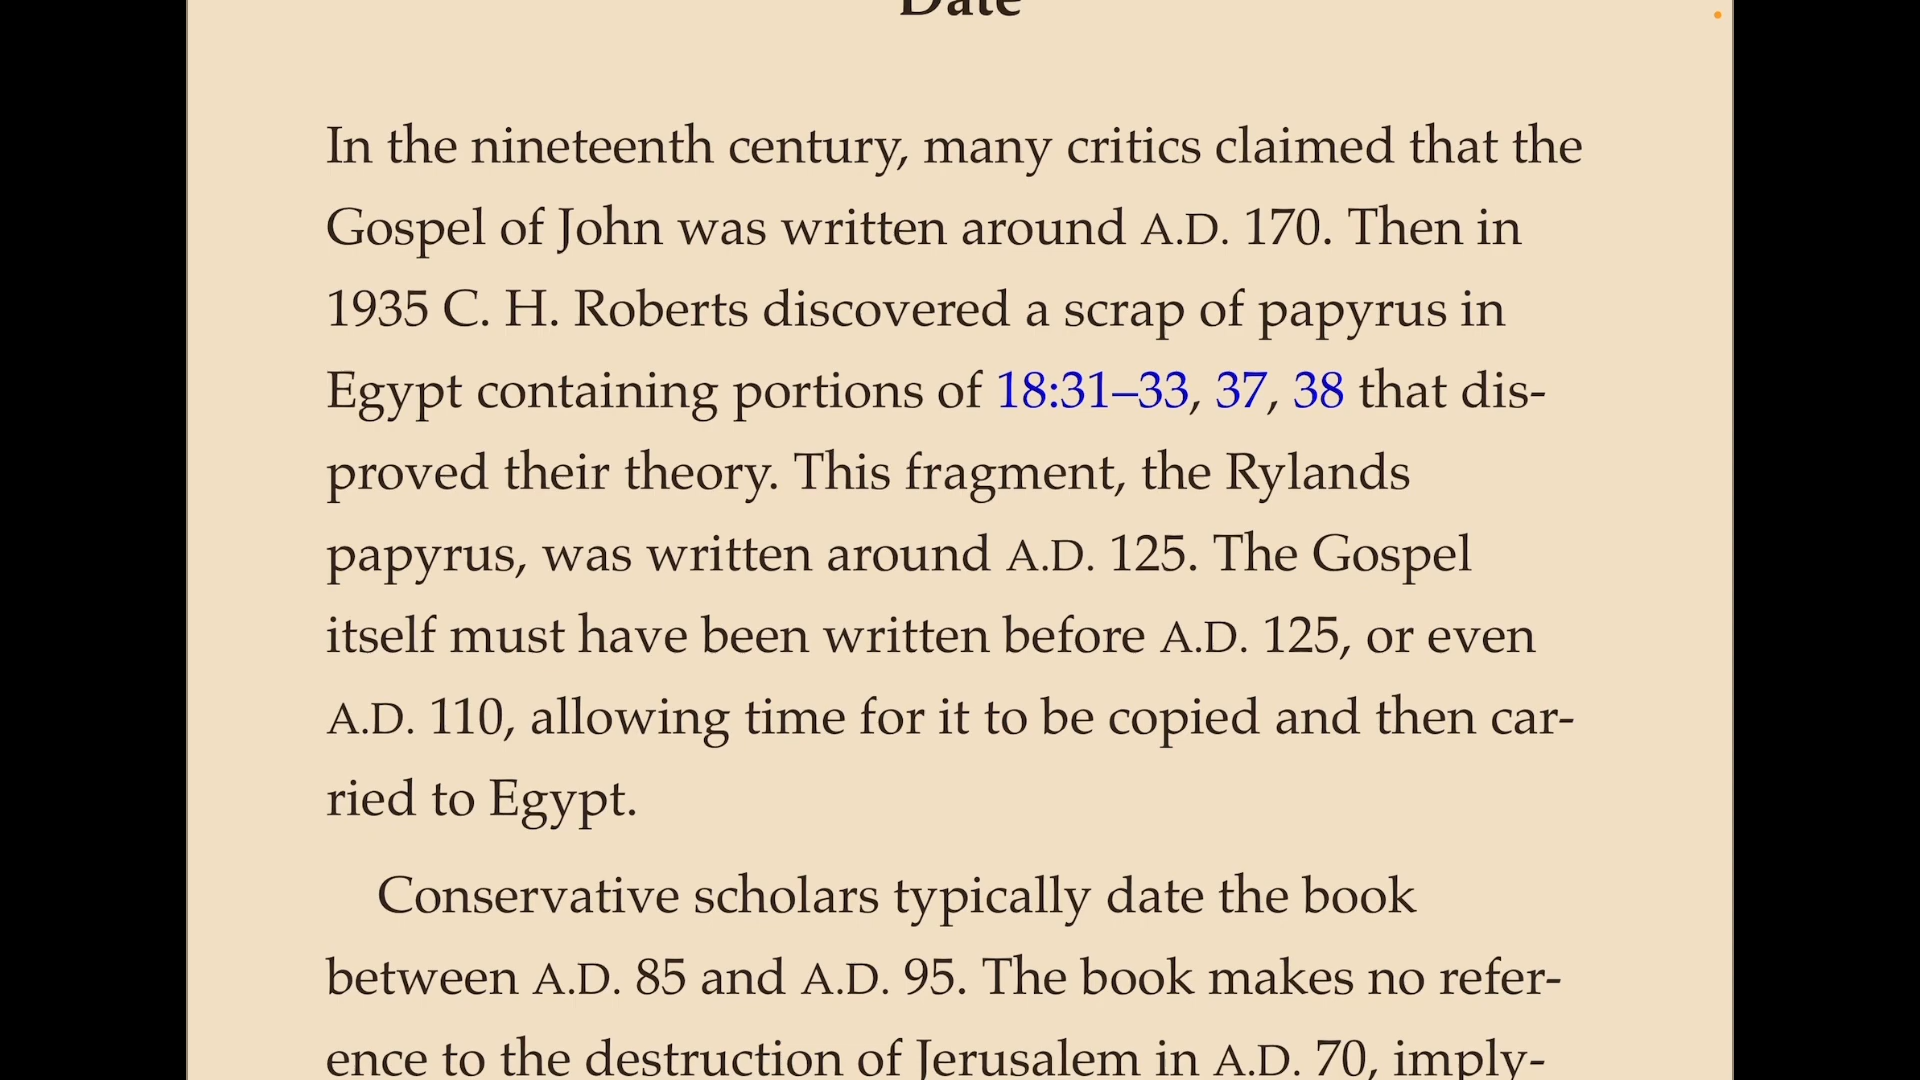 Date
In the nineteenth century, many critics claimed that the
Gospel of John was written around A.D. 170. Then in
1935 C. H. Roberts discovered a scrap of papyrus in
Egypt containing portions of 18:31–33, 37, 38 that dis-
proved their theory. This fragment, the Rylands
papyrus, was written around A.D. 125. The Gospel
itself must have been written before A.D. 125, or even
A.D. 110, allowing time for it to be copied and then car-
ried to Egypt.
Conservative scholars typically date the book
between A.D. 85 and A.D. 95. The book makes no refer-
ence to the destruction of Jerusalem in A.D. 70, imply-